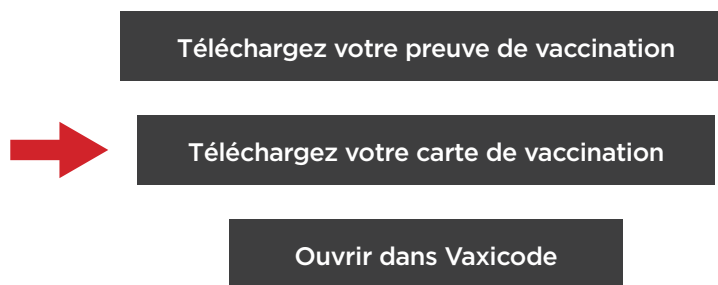 Téléchargez votre preuve de vaccination
Téléchargez votre carte de vaccination
Ouvrir dans Vaxicode